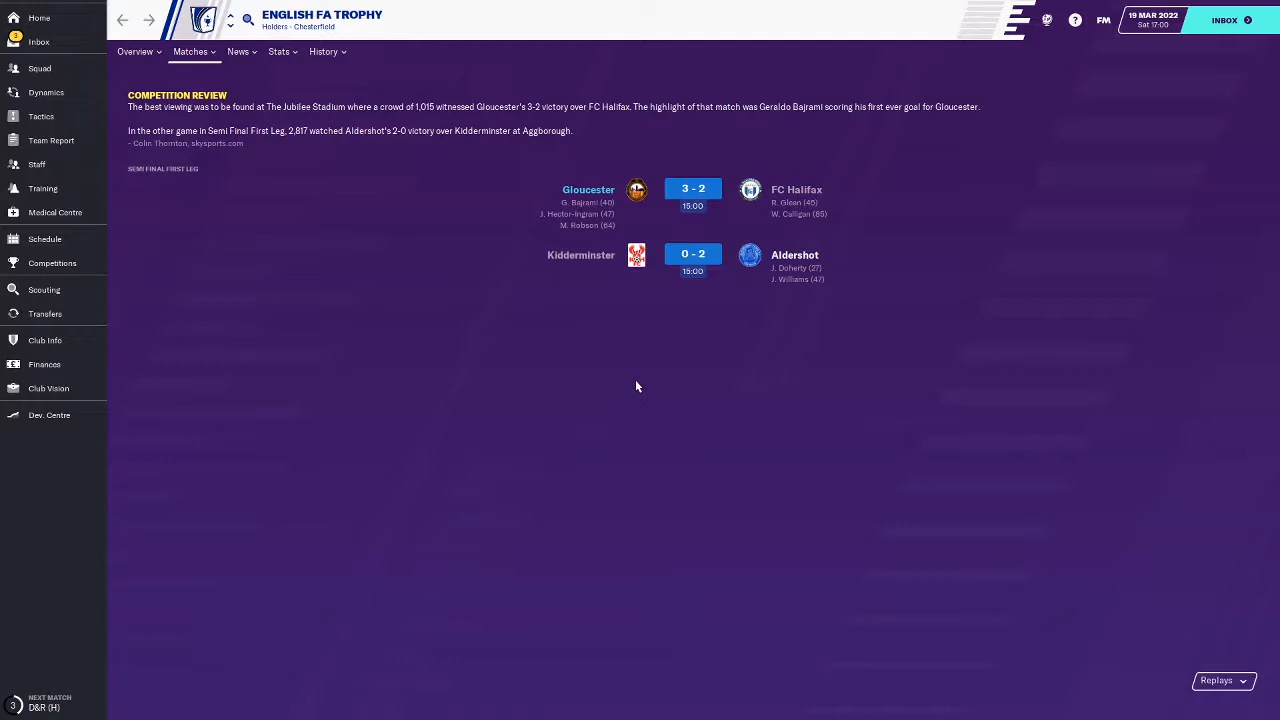 Home
ENGLISH FA TROPHY
Holders - Chesterfield
? FM
19 MAR 2022
Sat 17:00
INBOX
3 Inbox
Overview Matches News Stats History
Squad
Dynamics
Tactics
Team Report
Staff
Training
Medical Centre
Schedule
Competitions
Scouting
Transfers
Club Info
Finances
Club Vision
Dev. Centre
COMPETITION REVIEW
The best viewing was to be found at The Jubilee Stadium where a crowd of 1,015 witnessed Gloucester's 3-2 victory over FC Halifax. The highlight of that match was Geraldo Bajrami scoring his first ever goal for Gloucester.
In the other game in Semi Final First Leg, 2,817 watched Aldershot's 2-0 victory over Kidderminster at Aggborough.
- Colin Thornton, skysports.com
SEMI FINAL FIRST LEG
Gloucester 3 - 2 FC Halifax
G. Bajrami (40) 15:00 R. Glean (45)
J. Hector-Ingram (47) W. Calligan (85)
M. Robson (64)
Kidderminster 0 - 2 Aldershot
15:00 J. Doherty (27)
J. Williams (47)
Replays
3 NEXT MATCH
D&R (H)